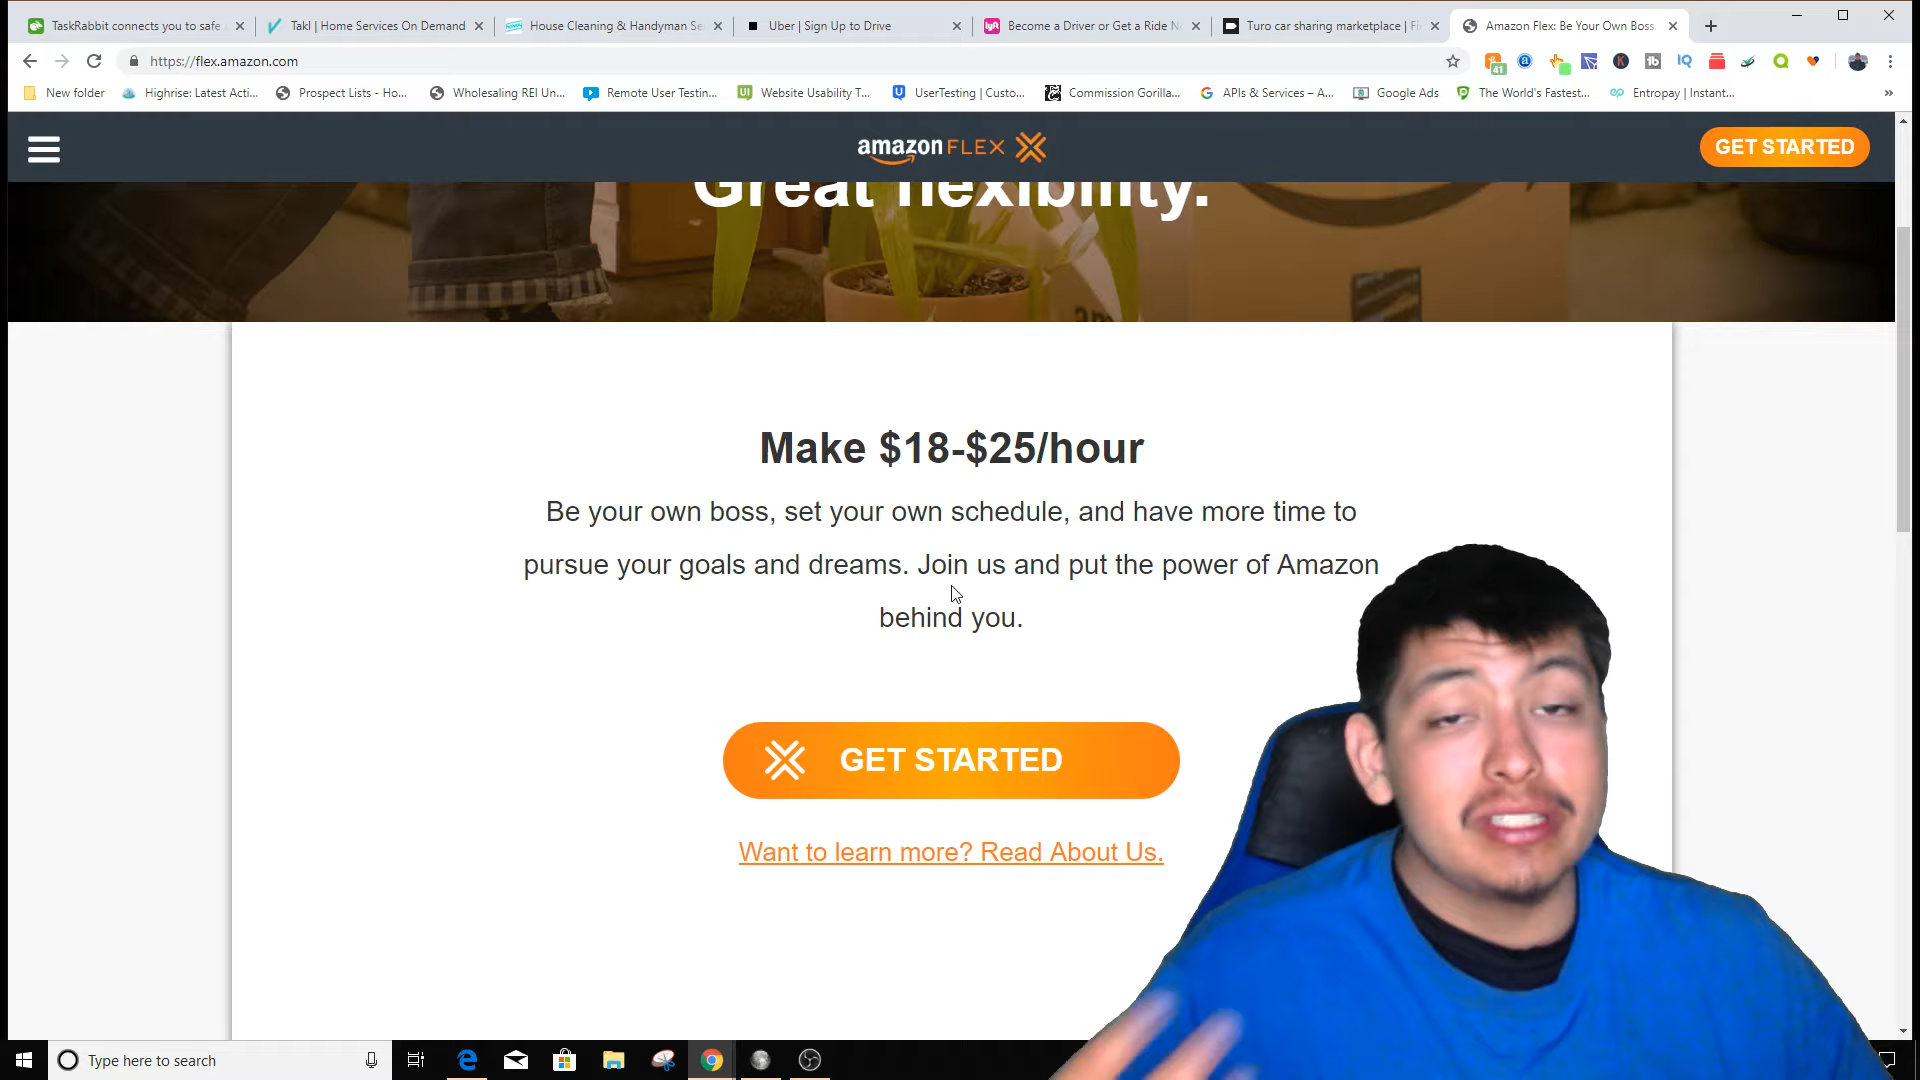 TaskRabbit connects you to safe
Takl | Home Services On Demand
House Cleaning & Handyman Se
Uber | Sign Up to Drive
Become a Driver or Get a Ride N
Turo car sharing marketplace | Fi
Amazon Flex: Be Your Own Boss.
https://flex.amazon.com
41
New folder
Highrise: Latest Acti...
Prospect Lists - Ho...
Wholesaling REI Un...
Remote User Testin...
Website Usability T...
UserTesting | Custo...
Commission Gorilla...
APIs & Services – A...
Google Ads
The World's Fastest...
Entropay | Instant...
amazon FLEX
GET STARTED
Great flexibility.
Make $18-$25/hour
Be your own boss, set your own schedule, and have more time to
pursue your goals and dreams. Join us and put the power of Amazon
behind you.
GET STARTED
Want to learn more? Read About Us.
Type here to search